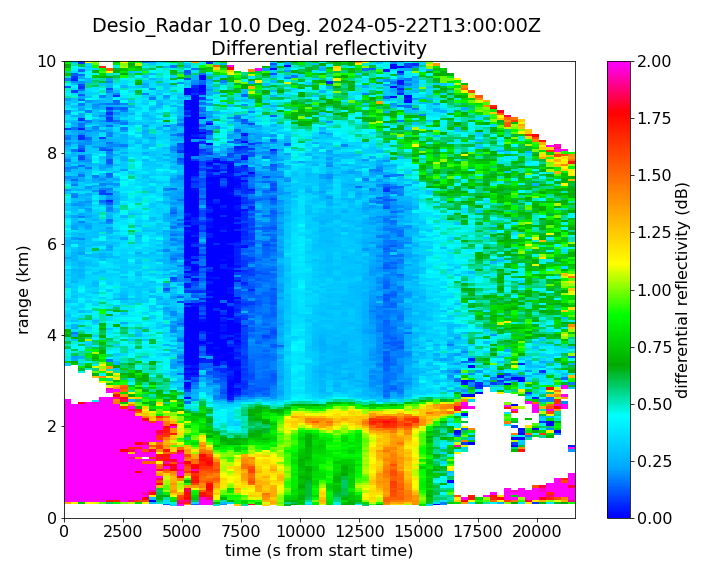 Desio_Radar 10.0 Deg. 2024-05-22T13:00:00Z
Differential reflectivity
10
8
6
4
2
0
range (km)
0 2500 5000 7500 10000 12500 15000 17500 20000
time (s from start time)
2.00
1.75
1.50
1.25
1.00
0.75
0.50
0.25
0.00
differential reflectivity (dB)